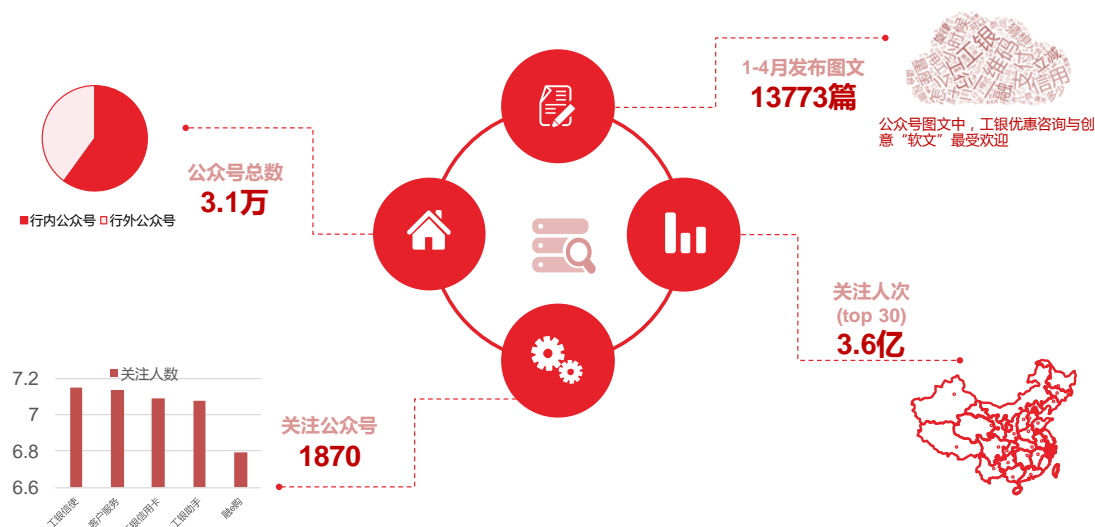 1-4月发布图文
13773篇
工银
融
信用
公众号图文中，工银优惠咨询与创
意“软文”最受欢迎
公众号总数
3.1万
行内公众号 行外公众号
关注人次
(top 30)
3.6亿
关注人数
7.2
7
6.8
6.6
工银信使
客户服务
工银信用卡
工银助手
融e购
关注公众号
1870